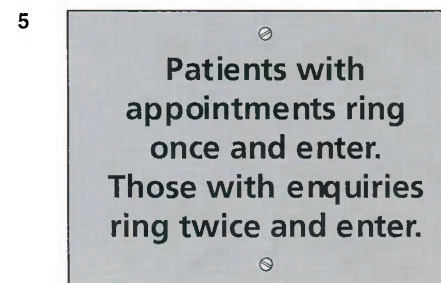 5
Patients with
appointments ring
once and enter.
Those with enquiries
ring twice and enter.